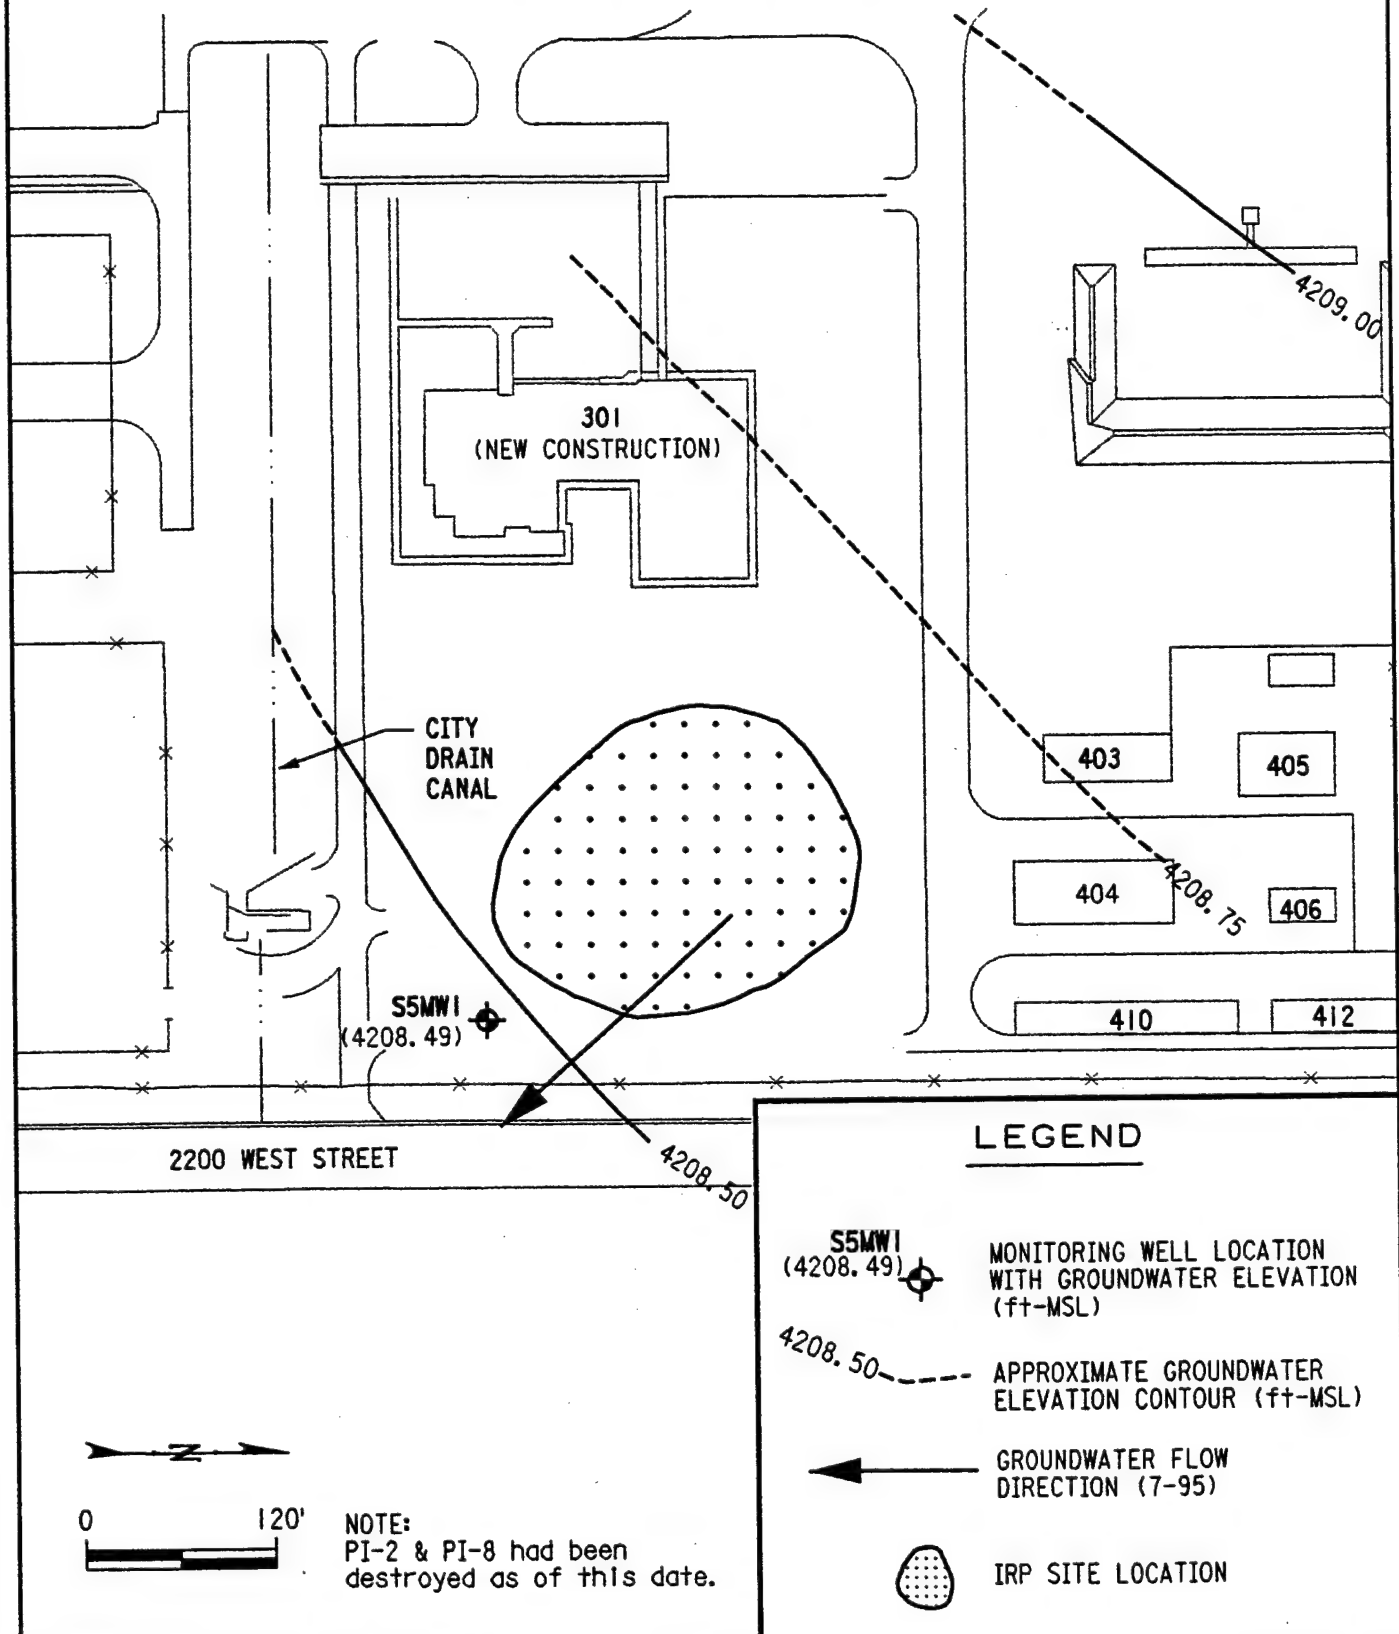 4209.00
301
(NEW CONSTRUCTION)
CITY
DRAIN
CANAL
403
405
404
4208.75
406
S5MW1
(4208.49)
410
412
2200 WEST STREET
4208.50
LEGEND
S5MW1
(4208.49)
MONITORING WELL LOCATION
WITH GROUNDWATER ELEVATION
(ft-MSL)
4208.50
APPROXIMATE GROUNDWATER
ELEVATION CONTOUR (ft-MSL)
GROUNDWATER FLOW
DIRECTION (7-95)
IRP SITE LOCATION
N
0 120'
NOTE:
PI-2 & PI-8 had been
destroyed as of this date.